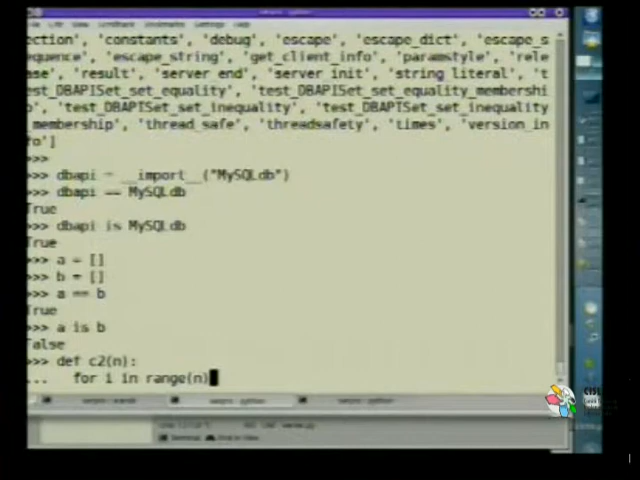 ection', 'constants', 'debug', 'escape', 'escape_dict', 'escape_s
equence', 'escape_string', 'get_client_info', 'paramstyle', 'rele
ase', 'result', 'server_end', 'server_init', 'string_literal', 't
est_DBAPISet_set_equality', 'test_DBAPISet_set_equality_membershi
p', 'test_DBAPISet_set_inequality', 'test_DBAPISet_set_inequality
_membership', 'thread_safe', 'threadsafety', 'times', 'version_in
fo']
>>>
>>> dbapi = __import__("MySQLdb")
>>> dbapi == MySQLdb
True
>>> dbapi is MySQLdb
True
>>> a = []
>>> b = []
>>> a == b
True
>>> a is b
False
>>> def c2(n):
...   for i in range(n)